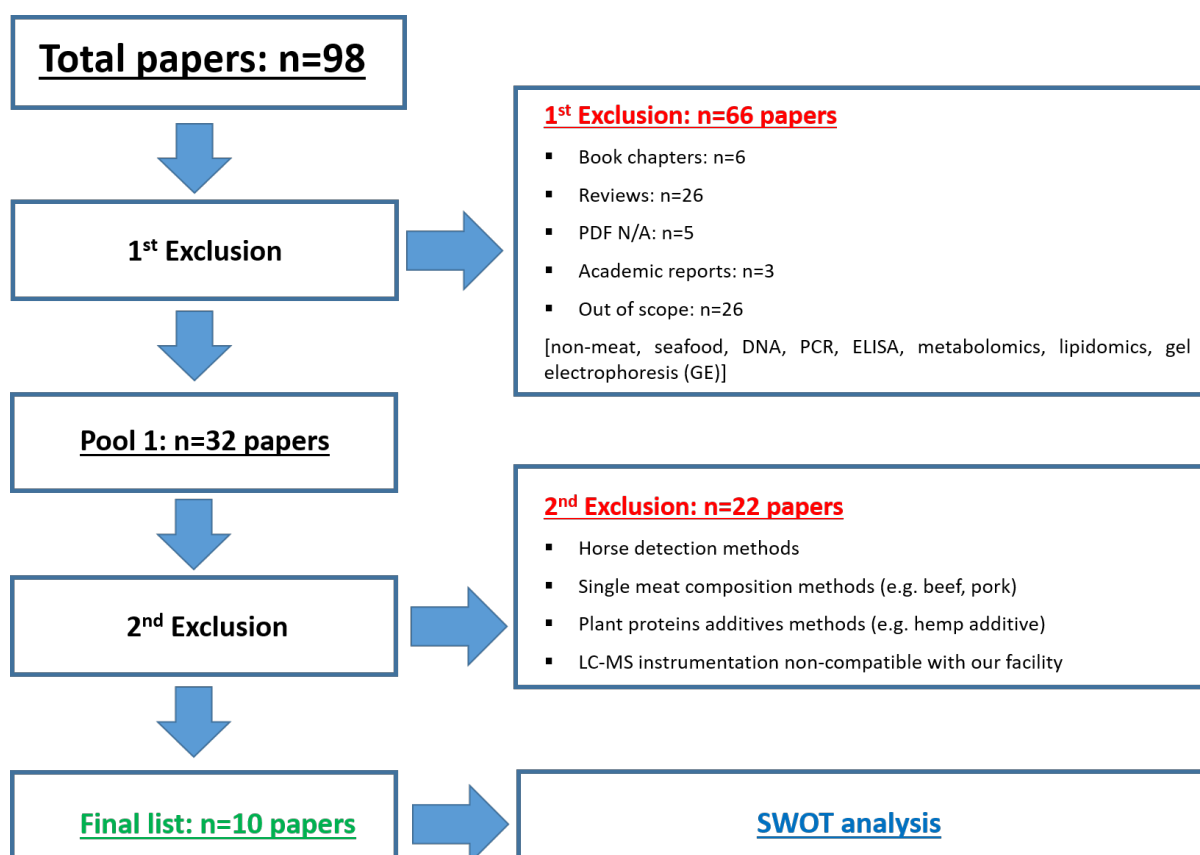 Total papers: n=98
1st Exclusion: n=66 papers
▪ Book chapters: n=6
▪ Reviews: n=26
▪ PDF N/A: n=5
▪ Academic reports: n=3
▪ Out of scope: n=26
[non-meat, seafood, DNA, PCR, ELISA, metabolomics, lipidomics, gel
electrophoresis (GE)]
1st Exclusion
Pool 1: n=32 papers
2nd Exclusion: n=22 papers
▪ Horse detection methods
▪ Single meat composition methods (e.g. beef, pork)
▪ Plant proteins additives methods (e.g. hemp additive)
▪ LC-MS instrumentation non-compatible with our facility
2nd Exclusion
Final list: n=10 papers
SWOT analysis